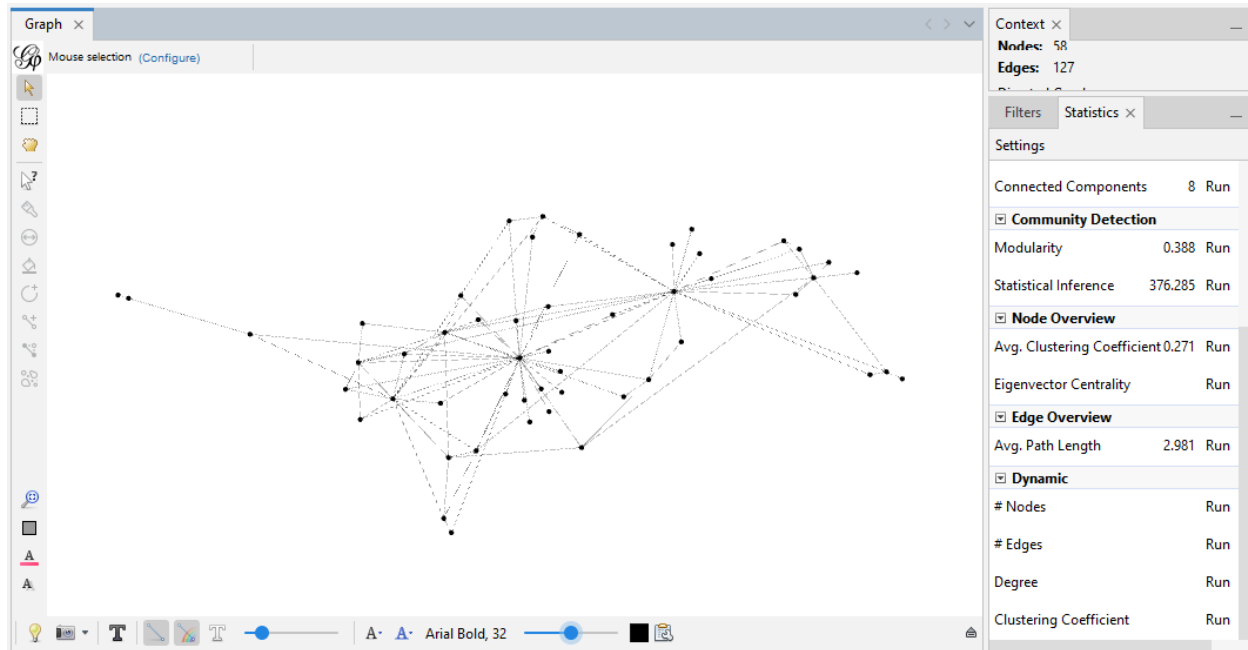 Graph
Context
Mouse selection (Configure)
Nodes: 58
Edges: 127
Filters Statistics
Settings
Connected Components 8 Run
Community Detection
Modularity 0.388 Run
Statistical Inference 376.285 Run
Node Overview
Avg. Clustering Coefficient 0.271 Run
Eigenvector Centrality Run
Edge Overview
Avg. Path Length 2.981 Run
Dynamic
# Nodes Run
# Edges Run
Degree Run
Clustering Coefficient Run
T T A A Arial Bold, 32
A
A